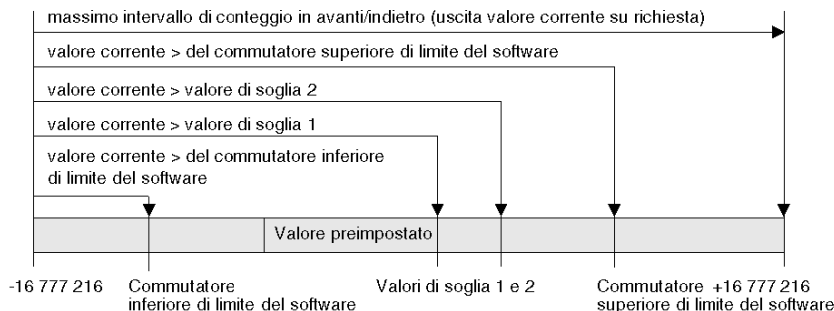 massimo intervallo di conteggio in avanti/indietro (uscita valore corrente su richiesta)
valore corrente > del commutatore superiore di limite del software
valore corrente > valore di soglia 2
valore corrente > valore di soglia 1
valore corrente > del commutatore inferiore
di limite del software
Valore preimpostato
-16 777 216 Commutatore Valori di soglia 1 e 2 Commutatore +16 777 216
inferiore di limite del software superiore di limite del software